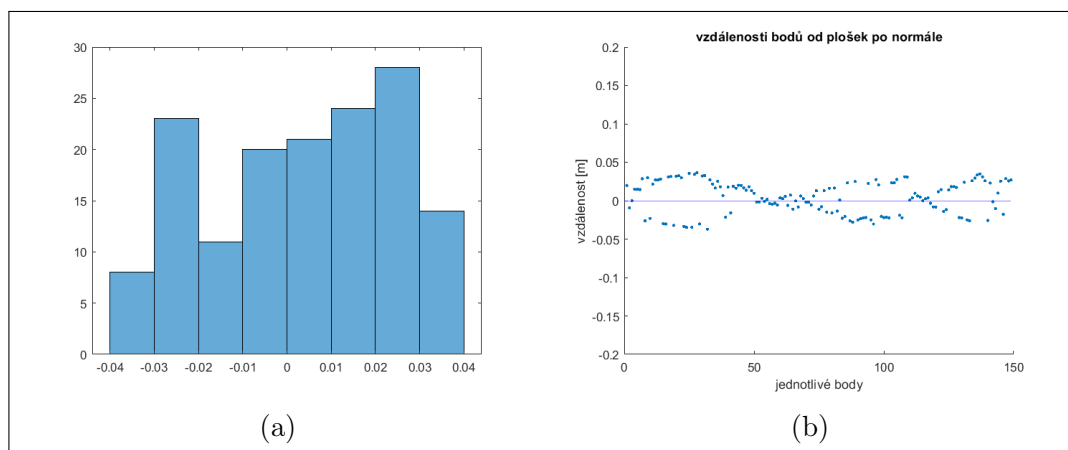 30
25
20
15
10
5
0
-0.04 -0.03 -0.02 -0.01 0 0.01 0.02 0.03 0.04
(a)
vzdálenosti bodů od plošek po normále
0.2
0.15
0.1
0.05
0
-0.05
-0.1
-0.15
-0.2
vzdálenost [m]
0 50 100 150
jednotlivé body
(b)